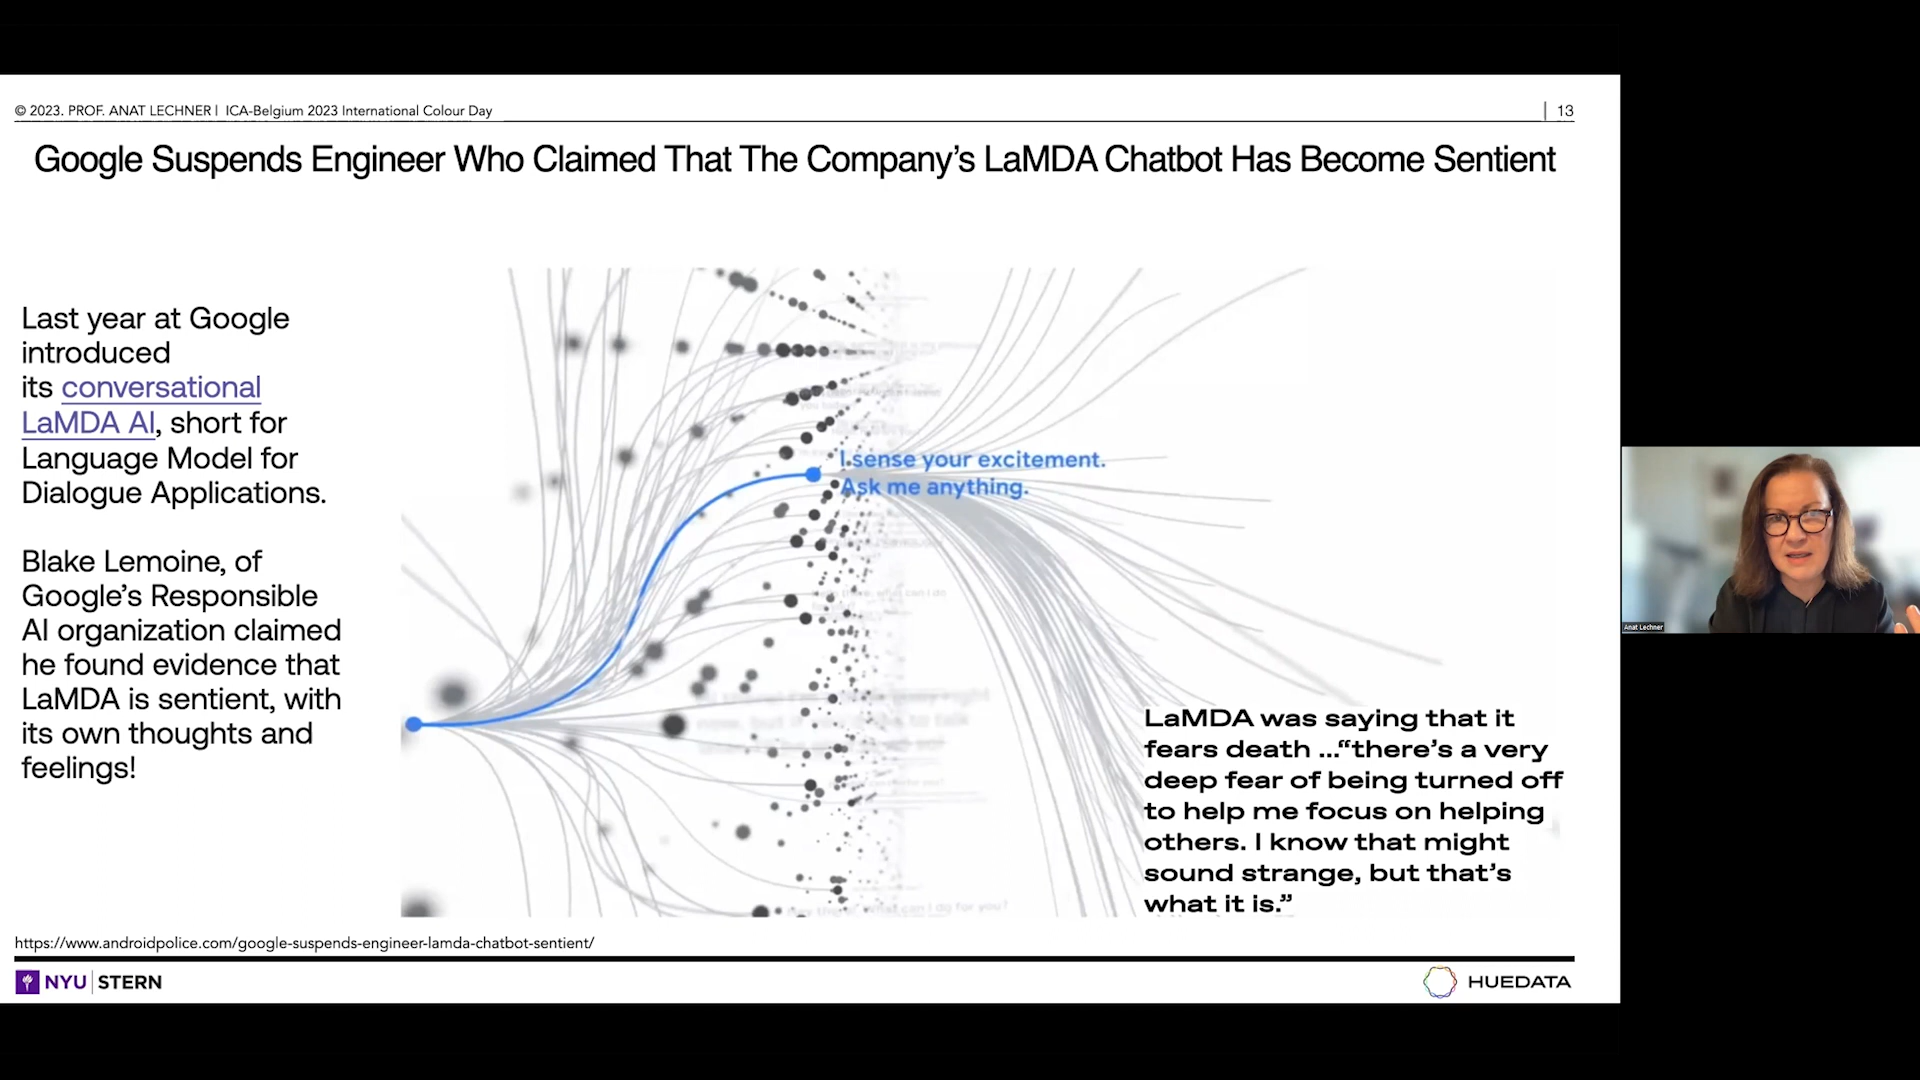 © 2023. PROF. ANAT LECHNER | ICA-Belgium 2023 International Colour Day
| 13
Google Suspends Engineer Who Claimed That The Company’s LaMDA Chatbot Has Become Sentient
Last year at Google
introduced
its conversational
LaMDA AI, short for
Language Model for
Dialogue Applications.
Blake Lemoine, of
Google’s Responsible
AI organization claimed
he found evidence that
LaMDA is sentient, with
its own thoughts and
feelings!
I sense your excitement.
Ask me anything.
can I do for you?
LaMDA was saying that it
fears death ...“there’s a very
deep fear of being turned off
to help me focus on helping
others. I know that might
sound strange, but that’s
what it is.”
Anat Lechner
https://www.androidpolice.com/google-suspends-engineer-lamda-chatbot-sentient/
NYU | STERN
HUEDATA